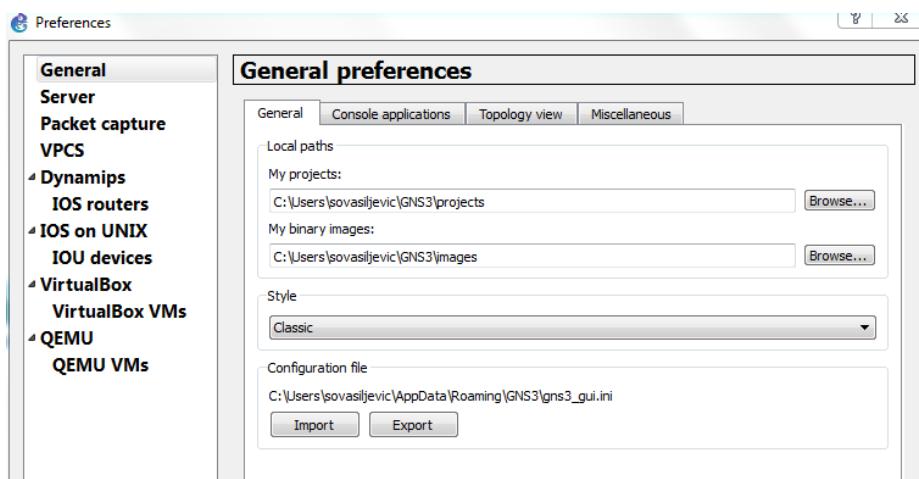 Preferences
General
Server
Packet capture
VPCS
Dynamips
IOS routers
IOS on UNIX
IOU devices
VirtualBox
VirtualBox VMs
QEMU
QEMU VMs
General preferences
General Console applications Topology view Miscellaneous
Local paths
My projects:
C:\Users\sovasiljevic\GNS3\projects Browse...
My binary images:
C:\Users\sovasiljevic\GNS3\images Browse...
Style
Classic
Configuration file
C:\Users\sovasiljevic\AppData\Roaming\GNS3\gns3_gui.ini
Import Export